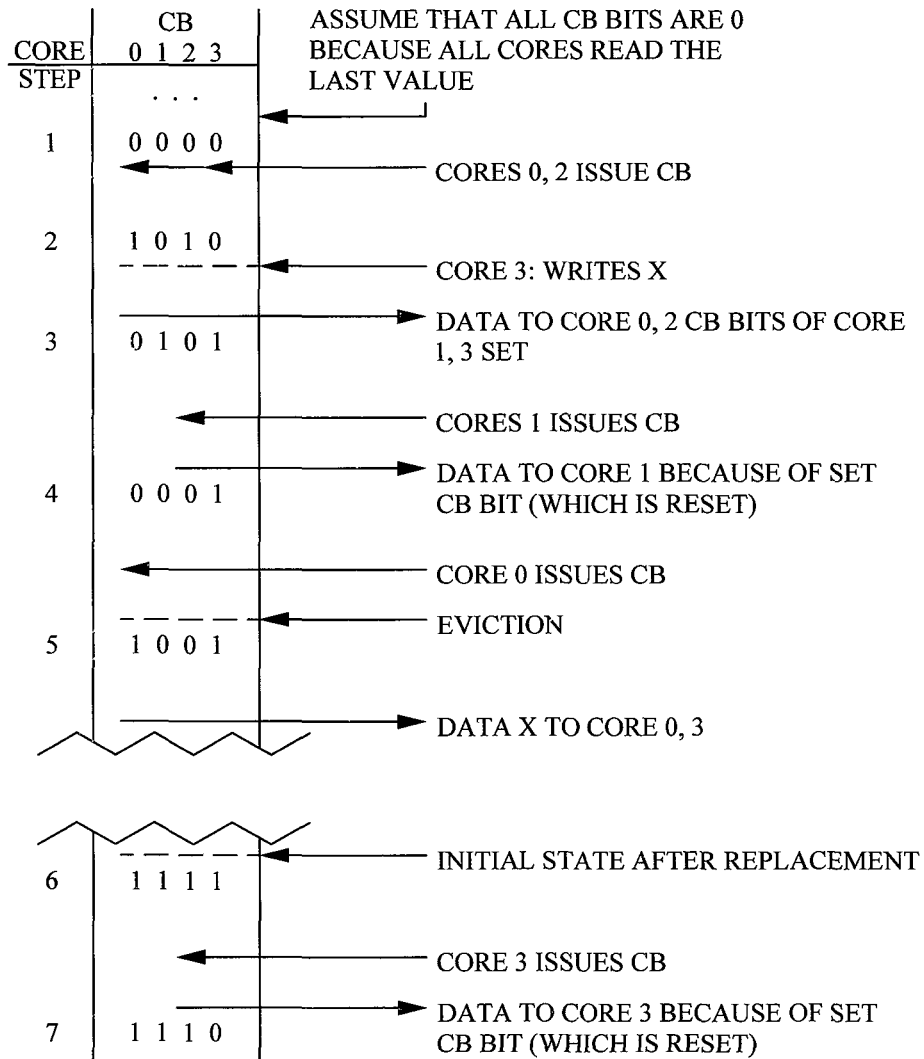 CB
CORE 0 1 2 3
STEP
ASSUME THAT ALL CB BITS ARE 0
BECAUSE ALL CORES READ THE
LAST VALUE
. . .
1 0 0 0 0
CORES 0, 2 ISSUE CB
2 1 0 1 0
CORE 3: WRITES X
DATA TO CORE 0, 2 CB BITS OF CORE
1, 3 SET
3 0 1 0 1
CORES 1 ISSUES CB
DATA TO CORE 1 BECAUSE OF SET
CB BIT (WHICH IS RESET)
4 0 0 0 1
CORE 0 ISSUES CB
EVICTION
5 1 0 0 1
DATA X TO CORE 0, 3
INITIAL STATE AFTER REPLACEMENT
6 1 1 1 1
CORE 3 ISSUES CB
DATA TO CORE 3 BECAUSE OF SET
CB BIT (WHICH IS RESET)
7 1 1 1 0